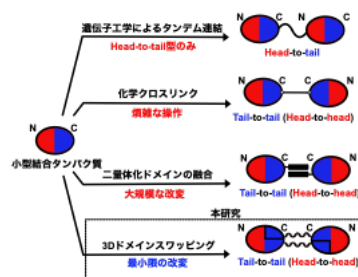 遺伝子工学によるタンデム連結
Head-to-tail型のみ
N C N C
Head-to-tail
化学クロスリンク
煩雑な操作
N C C N
Tail-to-tail (Head-to-head)
N C
小型結合タンパク質
二量体化ドメインの融合
大規模な改変
N C C N
Tail-to-tail (Head-to-head)
本研究
3Dドメインスワッピング
最小限の改変
N C C N
Tail-to-tail (Head-to-head)